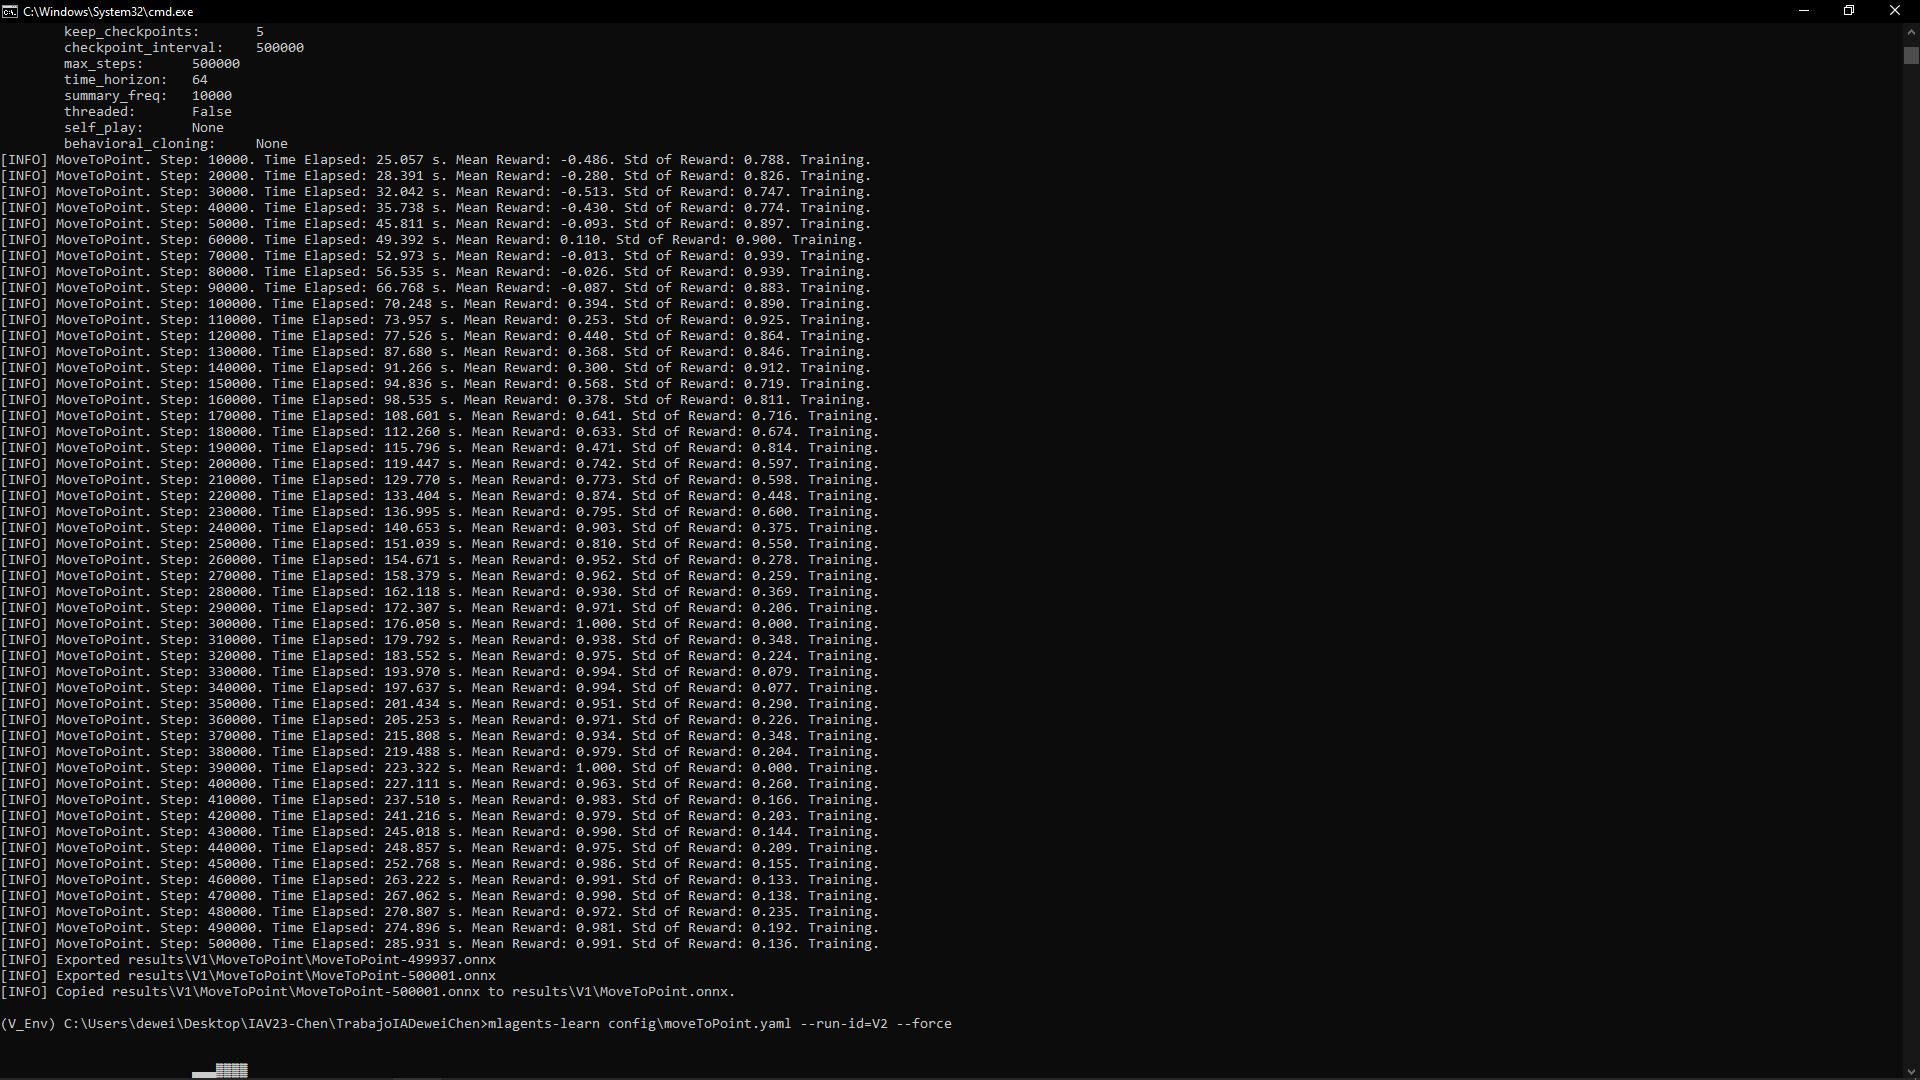 C:\Windows\System32\cmd.exe
keep_checkpoints: 5
checkpoint_interval: 500000
max_steps: 500000
time_horizon: 64
summary_freq: 10000
threaded: False
self_play: None
behavioral_cloning: None
[INFO] MoveToPoint. Step: 10000. Time Elapsed: 25.057 s. Mean Reward: -0.486. Std of Reward: 0.788. Training.
[INFO] MoveToPoint. Step: 20000. Time Elapsed: 28.391 s. Mean Reward: -0.280. Std of Reward: 0.826. Training.
[INFO] MoveToPoint. Step: 30000. Time Elapsed: 32.042 s. Mean Reward: -0.513. Std of Reward: 0.747. Training.
[INFO] MoveToPoint. Step: 40000. Time Elapsed: 35.738 s. Mean Reward: -0.430. Std of Reward: 0.774. Training.
[INFO] MoveToPoint. Step: 50000. Time Elapsed: 45.811 s. Mean Reward: -0.093. Std of Reward: 0.897. Training.
[INFO] MoveToPoint. Step: 60000. Time Elapsed: 49.392 s. Mean Reward: 0.110. Std of Reward: 0.900. Training.
[INFO] MoveToPoint. Step: 70000. Time Elapsed: 52.973 s. Mean Reward: -0.013. Std of Reward: 0.939. Training.
[INFO] MoveToPoint. Step: 80000. Time Elapsed: 56.535 s. Mean Reward: -0.026. Std of Reward: 0.939. Training.
[INFO] MoveToPoint. Step: 90000. Time Elapsed: 66.768 s. Mean Reward: -0.087. Std of Reward: 0.883. Training.
[INFO] MoveToPoint. Step: 100000. Time Elapsed: 70.248 s. Mean Reward: 0.394. Std of Reward: 0.890. Training.
[INFO] MoveToPoint. Step: 110000. Time Elapsed: 73.957 s. Mean Reward: 0.253. Std of Reward: 0.925. Training.
[INFO] MoveToPoint. Step: 120000. Time Elapsed: 77.526 s. Mean Reward: 0.440. Std of Reward: 0.864. Training.
[INFO] MoveToPoint. Step: 130000. Time Elapsed: 87.680 s. Mean Reward: 0.368. Std of Reward: 0.846. Training.
[INFO] MoveToPoint. Step: 140000. Time Elapsed: 91.266 s. Mean Reward: 0.300. Std of Reward: 0.912. Training.
[INFO] MoveToPoint. Step: 150000. Time Elapsed: 94.836 s. Mean Reward: 0.568. Std of Reward: 0.719. Training.
[INFO] MoveToPoint. Step: 160000. Time Elapsed: 98.535 s. Mean Reward: 0.378. Std of Reward: 0.811. Training.
[INFO] MoveToPoint. Step: 170000. Time Elapsed: 108.601 s. Mean Reward: 0.641. Std of Reward: 0.716. Training.
[INFO] MoveToPoint. Step: 180000. Time Elapsed: 112.260 s. Mean Reward: 0.633. Std of Reward: 0.674. Training.
[INFO] MoveToPoint. Step: 190000. Time Elapsed: 115.796 s. Mean Reward: 0.471. Std of Reward: 0.814. Training.
[INFO] MoveToPoint. Step: 200000. Time Elapsed: 119.447 s. Mean Reward: 0.742. Std of Reward: 0.597. Training.
[INFO] MoveToPoint. Step: 210000. Time Elapsed: 129.770 s. Mean Reward: 0.773. Std of Reward: 0.598. Training.
[INFO] MoveToPoint. Step: 220000. Time Elapsed: 133.404 s. Mean Reward: 0.874. Std of Reward: 0.448. Training.
[INFO] MoveToPoint. Step: 230000. Time Elapsed: 136.995 s. Mean Reward: 0.795. Std of Reward: 0.600. Training.
[INFO] MoveToPoint. Step: 240000. Time Elapsed: 140.653 s. Mean Reward: 0.903. Std of Reward: 0.375. Training.
[INFO] MoveToPoint. Step: 250000. Time Elapsed: 151.039 s. Mean Reward: 0.810. Std of Reward: 0.550. Training.
[INFO] MoveToPoint. Step: 260000. Time Elapsed: 154.671 s. Mean Reward: 0.952. Std of Reward: 0.278. Training.
[INFO] MoveToPoint. Step: 270000. Time Elapsed: 158.379 s. Mean Reward: 0.962. Std of Reward: 0.259. Training.
[INFO] MoveToPoint. Step: 280000. Time Elapsed: 162.118 s. Mean Reward: 0.930. Std of Reward: 0.369. Training.
[INFO] MoveToPoint. Step: 290000. Time Elapsed: 172.307 s. Mean Reward: 0.971. Std of Reward: 0.206. Training.
[INFO] MoveToPoint. Step: 300000. Time Elapsed: 176.050 s. Mean Reward: 1.000. Std of Reward: 0.000. Training.
[INFO] MoveToPoint. Step: 310000. Time Elapsed: 179.792 s. Mean Reward: 0.938. Std of Reward: 0.348. Training.
[INFO] MoveToPoint. Step: 320000. Time Elapsed: 183.552 s. Mean Reward: 0.975. Std of Reward: 0.224. Training.
[INFO] MoveToPoint. Step: 330000. Time Elapsed: 193.970 s. Mean Reward: 0.994. Std of Reward: 0.079. Training.
[INFO] MoveToPoint. Step: 340000. Time Elapsed: 197.637 s. Mean Reward: 0.994. Std of Reward: 0.077. Training.
[INFO] MoveToPoint. Step: 350000. Time Elapsed: 201.434 s. Mean Reward: 0.951. Std of Reward: 0.290. Training.
[INFO] MoveToPoint. Step: 360000. Time Elapsed: 205.253 s. Mean Reward: 0.971. Std of Reward: 0.226. Training.
[INFO] MoveToPoint. Step: 370000. Time Elapsed: 215.808 s. Mean Reward: 0.934. Std of Reward: 0.348. Training.
[INFO] MoveToPoint. Step: 380000. Time Elapsed: 219.488 s. Mean Reward: 0.979. Std of Reward: 0.204. Training.
[INFO] MoveToPoint. Step: 390000. Time Elapsed: 223.322 s. Mean Reward: 1.000. Std of Reward: 0.000. Training.
[INFO] MoveToPoint. Step: 400000. Time Elapsed: 227.111 s. Mean Reward: 0.963. Std of Reward: 0.260. Training.
[INFO] MoveToPoint. Step: 410000. Time Elapsed: 237.510 s. Mean Reward: 0.983. Std of Reward: 0.166. Training.
[INFO] MoveToPoint. Step: 420000. Time Elapsed: 241.216 s. Mean Reward: 0.979. Std of Reward: 0.203. Training.
[INFO] MoveToPoint. Step: 430000. Time Elapsed: 245.018 s. Mean Reward: 0.990. Std of Reward: 0.144. Training.
[INFO] MoveToPoint. Step: 440000. Time Elapsed: 248.857 s. Mean Reward: 0.975. Std of Reward: 0.209. Training.
[INFO] MoveToPoint. Step: 450000. Time Elapsed: 252.768 s. Mean Reward: 0.986. Std of Reward: 0.155. Training.
[INFO] MoveToPoint. Step: 460000. Time Elapsed: 263.222 s. Mean Reward: 0.991. Std of Reward: 0.133. Training.
[INFO] MoveToPoint. Step: 470000. Time Elapsed: 267.062 s. Mean Reward: 0.990. Std of Reward: 0.138. Training.
[INFO] MoveToPoint. Step: 480000. Time Elapsed: 270.807 s. Mean Reward: 0.972. Std of Reward: 0.235. Training.
[INFO] MoveToPoint. Step: 490000. Time Elapsed: 274.896 s. Mean Reward: 0.981. Std of Reward: 0.192. Training.
[INFO] MoveToPoint. Step: 500000. Time Elapsed: 285.931 s. Mean Reward: 0.991. Std of Reward: 0.136. Training.
[INFO] Exported results\V1\MoveToPoint\MoveToPoint-499937.onnx
[INFO] Exported results\V1\MoveToPoint\MoveToPoint-500001.onnx
[INFO] Copied results\V1\MoveToPoint\MoveToPoint-500001.onnx to results\V1\MoveToPoint.onnx.
(V_Env) C:\Users\dewei\Desktop\IAV23-Chen\TrabajoIADeweiChen>mlagents-learn config\moveToPoint.yaml --run-id=V2 --force